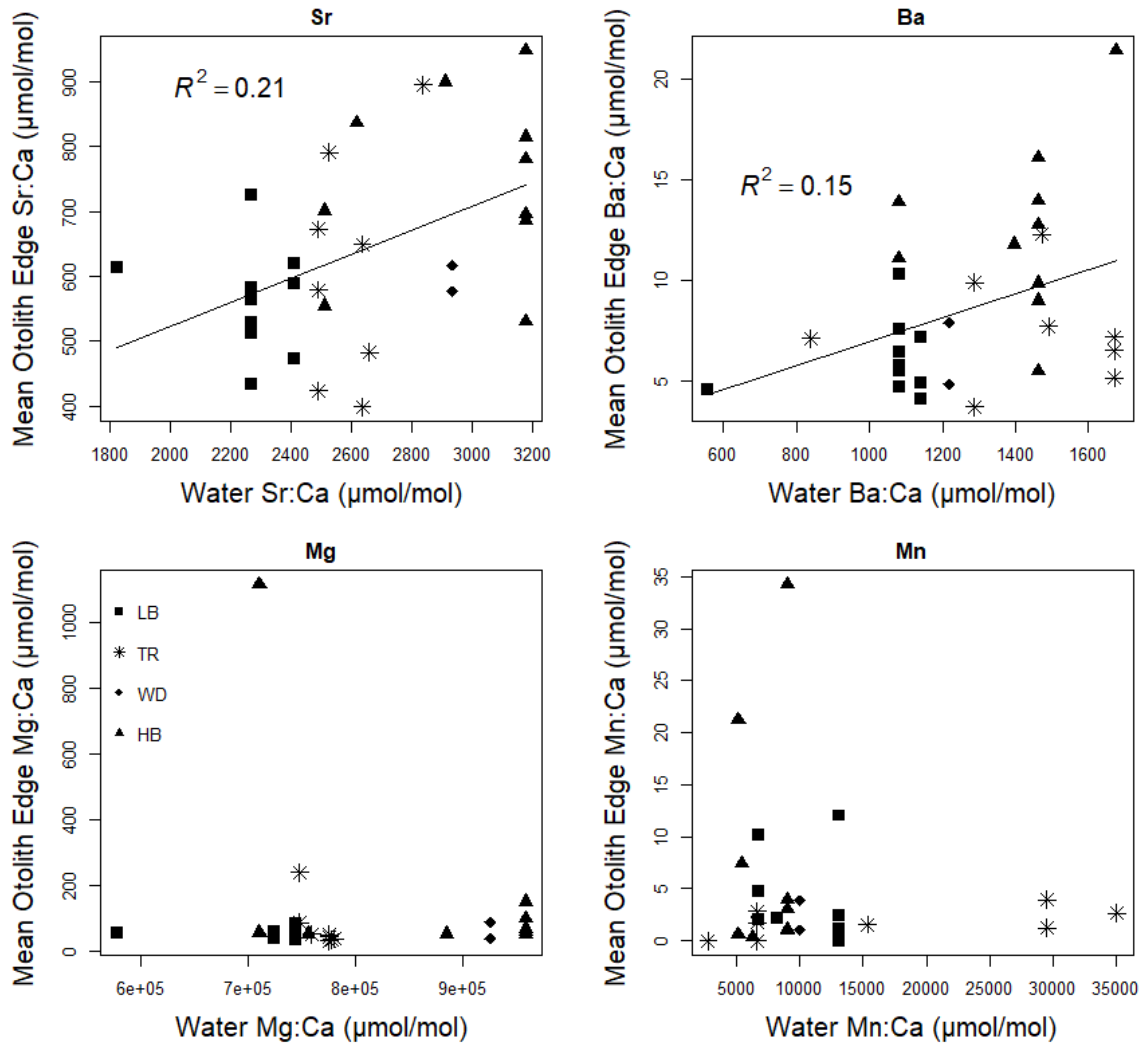 Sr
Mean Otolith Edge Sr:Ca (µmol/mol)
900
800
700
600
500
400
R² = 0.21
1800 2000 2200 2400 2600 2800 3000 3200
Water Sr:Ca (µmol/mol)
Ba
Mean Otolith Edge Ba:Ca (µmol/mol)
20
15
10
5
R² = 0.15
600 800 1000 1200 1400 1600
Water Ba:Ca (µmol/mol)
Mg
Mean Otolith Edge Mg:Ca (µmol/mol)
1000
800
600
400
200
0
LB
TR
WD
HB
6e+05 7e+05 8e+05 9e+05
Water Mg:Ca (µmol/mol)
Mn
Mean Otolith Edge Mn:Ca (µmol/mol)
35
30
25
20
15
10
5
0
5000 10000 15000 20000 25000 30000 35000
Water Mn:Ca (µmol/mol)